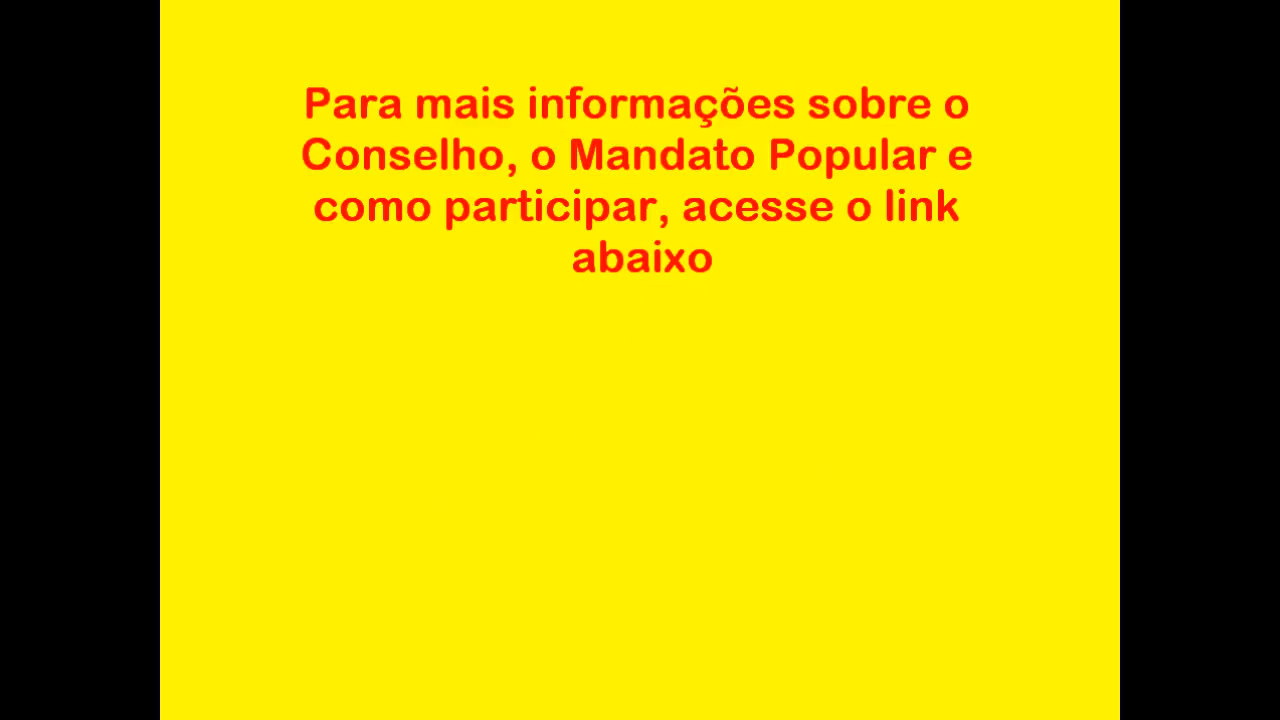 Para mais informações sobre o
Conselho, o Mandato Popular e
como participar, acesse o link
abaixo